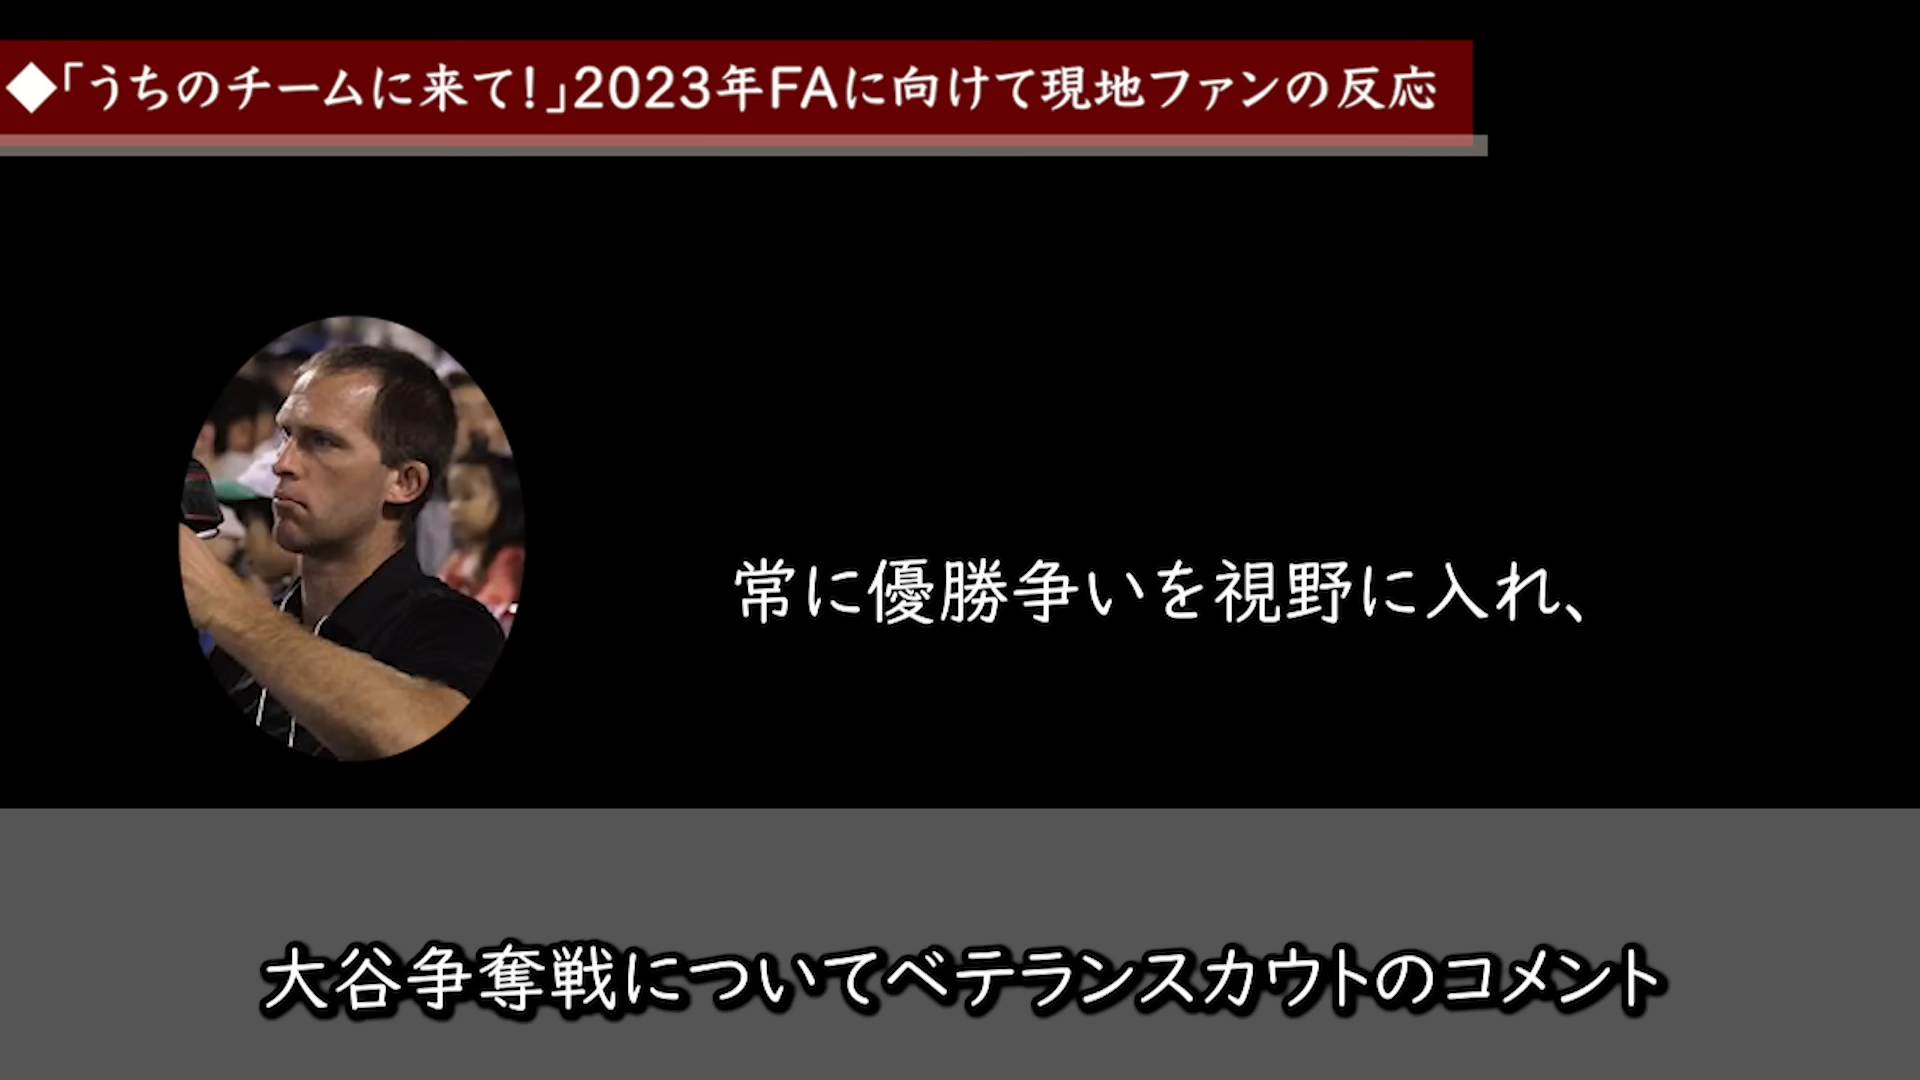 ◆「うちのチームに来て!」2023年FAに向けて現地ファンの反応
常に優勝争いを視野に入れ、
大谷争奪戦についてベテランスカウトのコメント